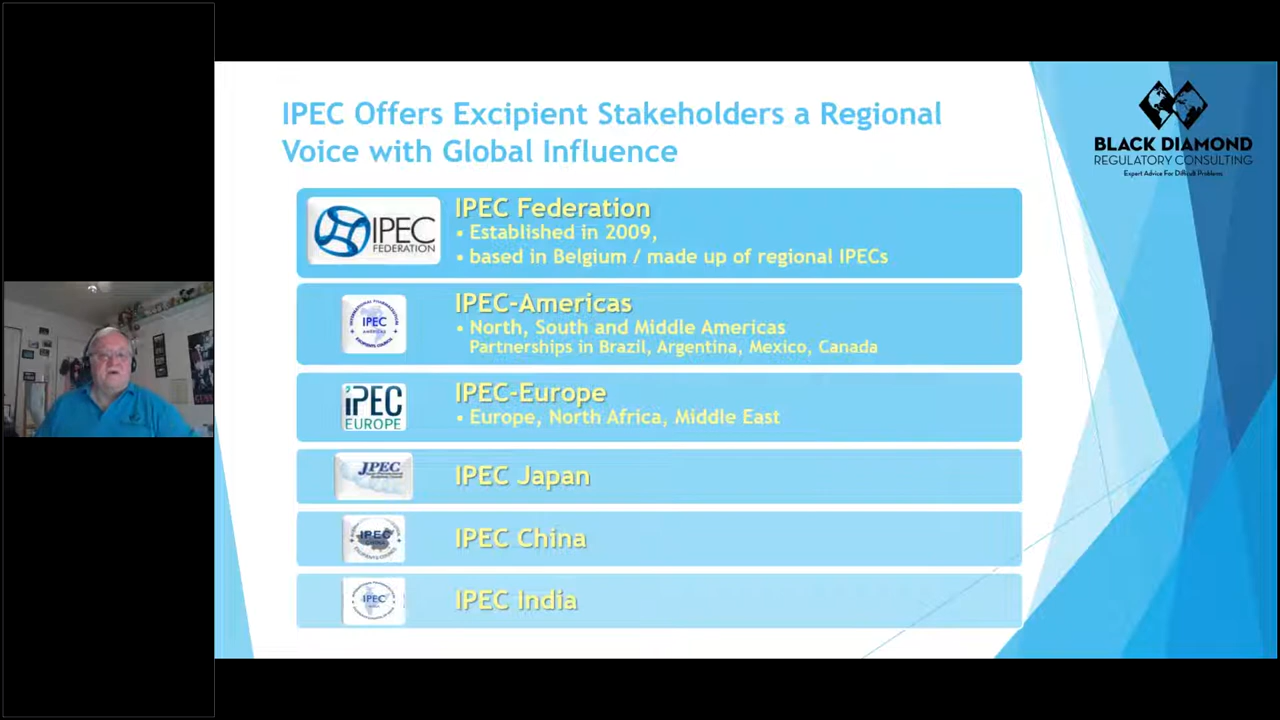 IPEC Offers Excipient Stakeholders a Regional
Voice with Global Influence
BLACK DIAMOND
REGULATORY CONSULTING
Expert Advice For Difficult Problems
IPEC
FEDERATION
IPEC Federation
• Established in 2009,
• based in Belgium / made up of regional IPECs
IPEC
AMERICAS
IPEC-Americas
• North, South and Middle Americas
Partnerships in Brazil, Argentina, Mexico, Canada
iPEC
EUROPE
IPEC-Europe
• Europe, North Africa, Middle East
JPEC
IPEC Japan
IPEC
IPEC China
IPEC
IPEC India